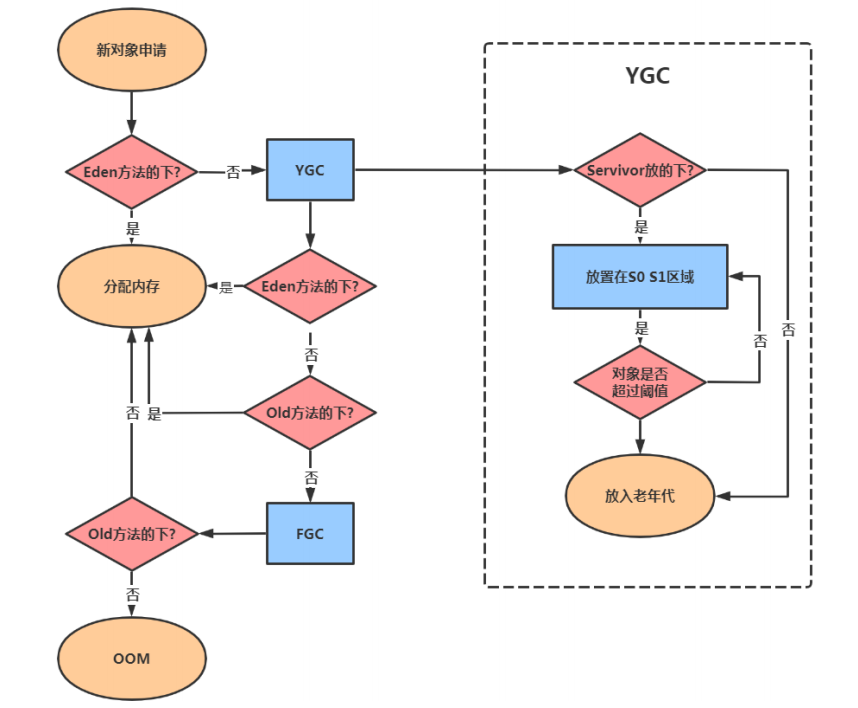 新对象申请
Eden方法的下?
否
YGC
是
分配内存
是
Eden方法的下?
否
Old方法的下?
否
是
否
FGC
Old方法的下?
否
OOM
YGC
Servivor放的下?
是
放置在S0 S1区域
是
否
否
对象是否
超过阈值
放入老年代